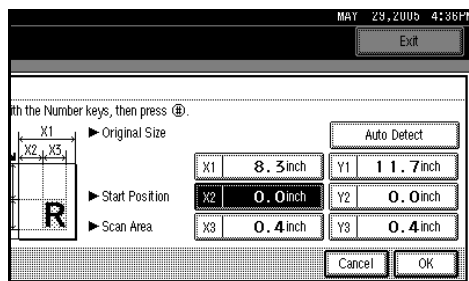 MAY 29,2005 4:36P
Exit
ith the Number keys, then press #.
X1 ▶ Original Size Auto Detect
X2 X3
X1 8.3inch Y1 11.7inch
▶ Start Position X2 0.0inch Y2 0.0inch
R
▶ Scan Area X3 0.4inch Y3 0.4inch
Cancel OK